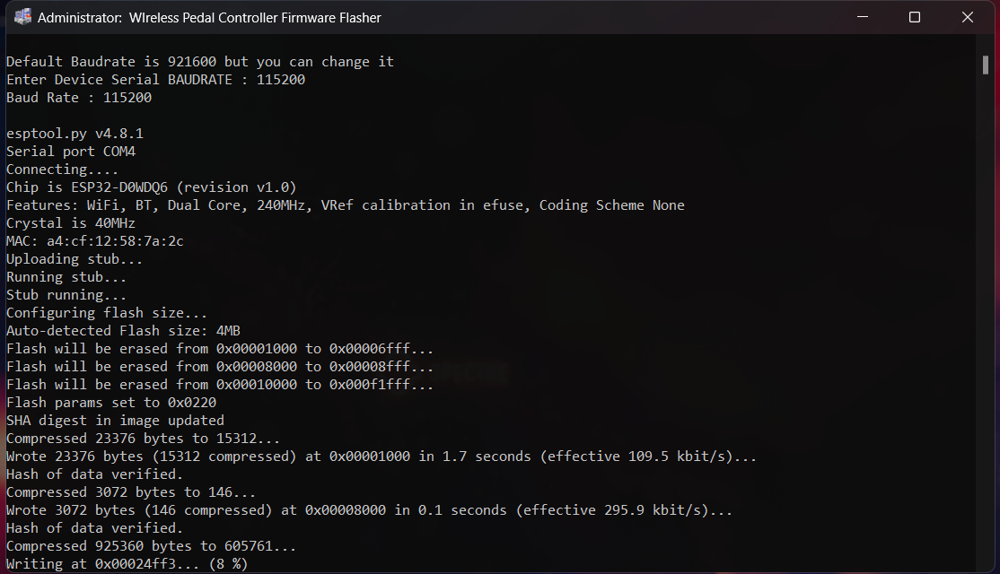 Administrator:  WIreless Pedal Controller Firmware Flasher
Default Baudrate is 921600 but you can change it
Enter Device Serial BAUDRATE : 115200
Baud Rate : 115200
esptool.py v4.8.1
Serial port COM4
Connecting....
Chip is ESP32-D0WDQ6 (revision v1.0)
Features: WiFi, BT, Dual Core, 240MHz, VRef calibration in efuse, Coding Scheme None
Crystal is 40MHz
MAC: a4:cf:12:58:7a:2c
Uploading stub...
Running stub...
Stub running...
Configuring flash size...
Auto-detected Flash size: 4MB
Flash will be erased from 0x00001000 to 0x00006fff...
Flash will be erased from 0x00008000 to 0x00008fff...
Flash will be erased from 0x00010000 to 0x000f1fff...
Flash params set to 0x0220
SHA digest in image updated
Compressed 23376 bytes to 15312...
Wrote 23376 bytes (15312 compressed) at 0x00001000 in 1.7 seconds (effective 109.5 kbit/s)...
Hash of data verified.
Compressed 3072 bytes to 146...
Wrote 3072 bytes (146 compressed) at 0x00008000 in 0.1 seconds (effective 295.9 kbit/s)...
Hash of data verified.
Compressed 925360 bytes to 605761...
Writing at 0x00024ff3... (8 %)